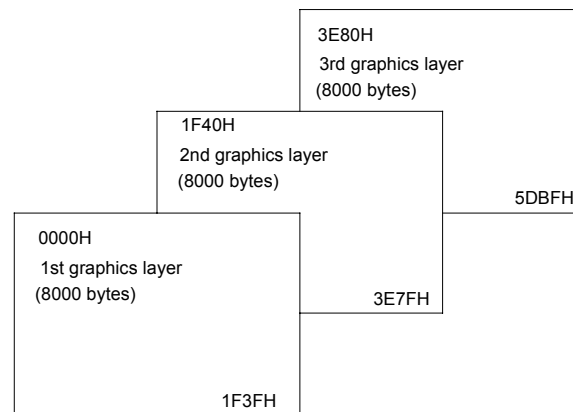 3E80H
3rd graphics layer
(8000 bytes)
1F40H
2nd graphics layer
(8000 bytes)
5DBFH
0000H
1st graphics layer
(8000 bytes)
3E7FH
1F3FH